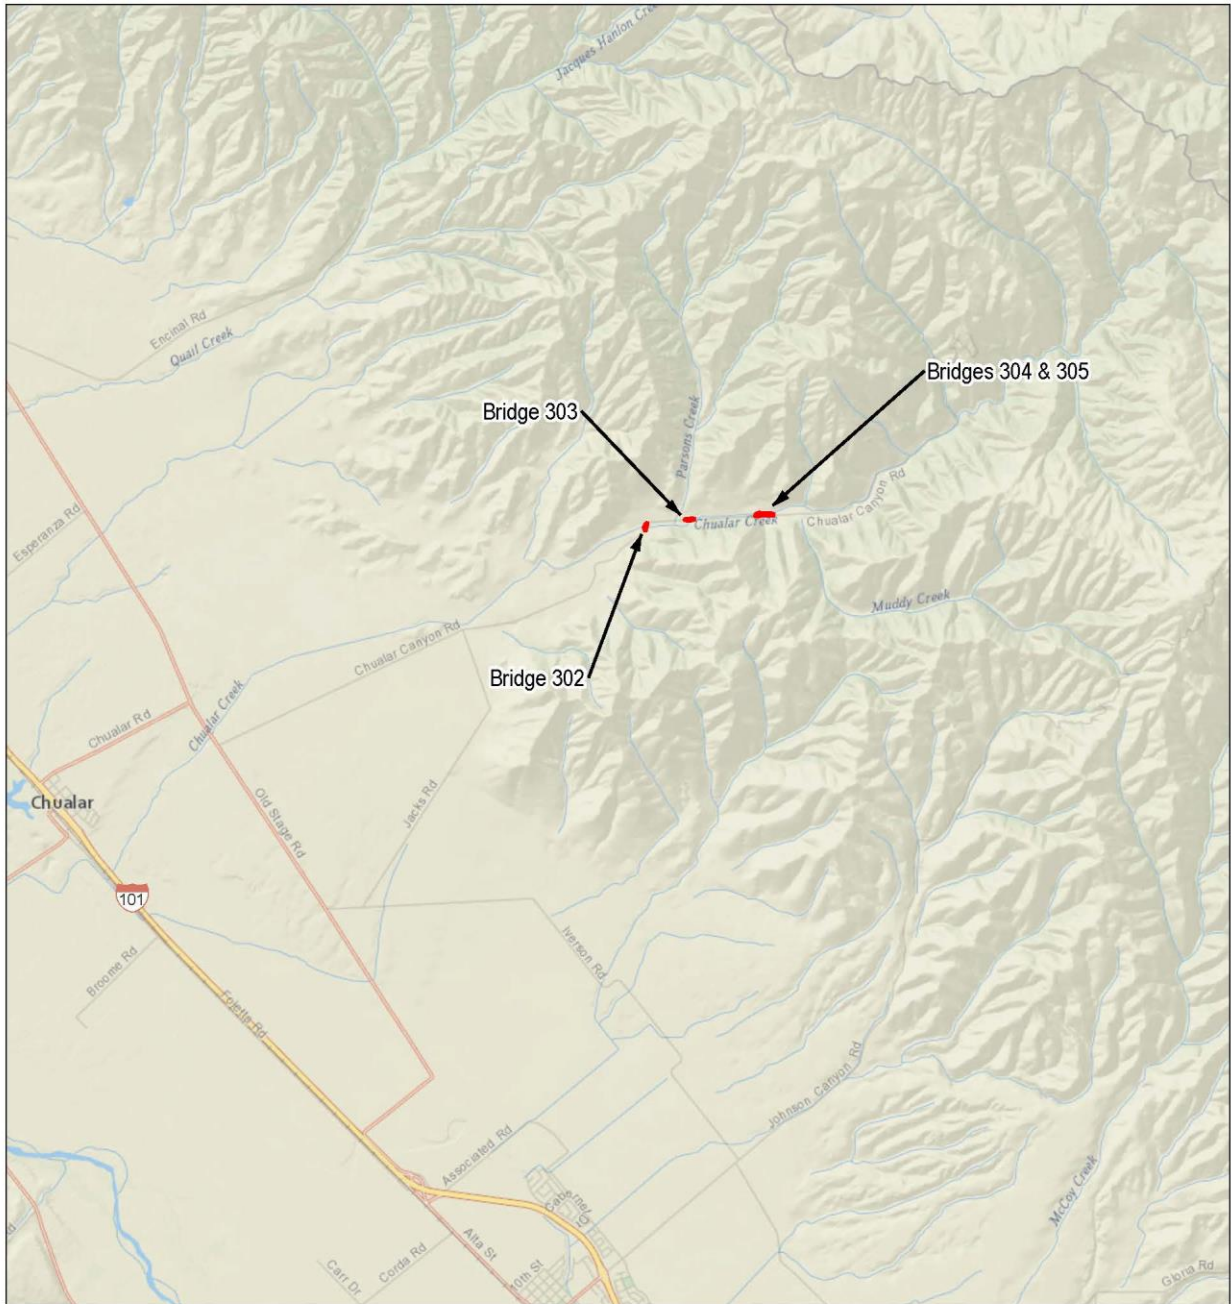 Jacques Hanlon Creek
Encinal Rd
Quail Creek
Bridges 304 & 305
Bridge 303
Parsons Creek
Esperanza Rd
Chualar Creek
Chualar Canyon Rd
Muddy Creek
Chualar Canyon Rd
Bridge 302
Chualar Creek
Chualar Rd
Chualar
Old Stage Rd
Jacks Rd
101
Iverson Rd
Broome Rd
Foletta Rd
Johnson Canyon Rd
Associated Rd
McCoy Creek
Alta St
Corda Rd
Carr Dr
10th St
Gloria Rd
Rd